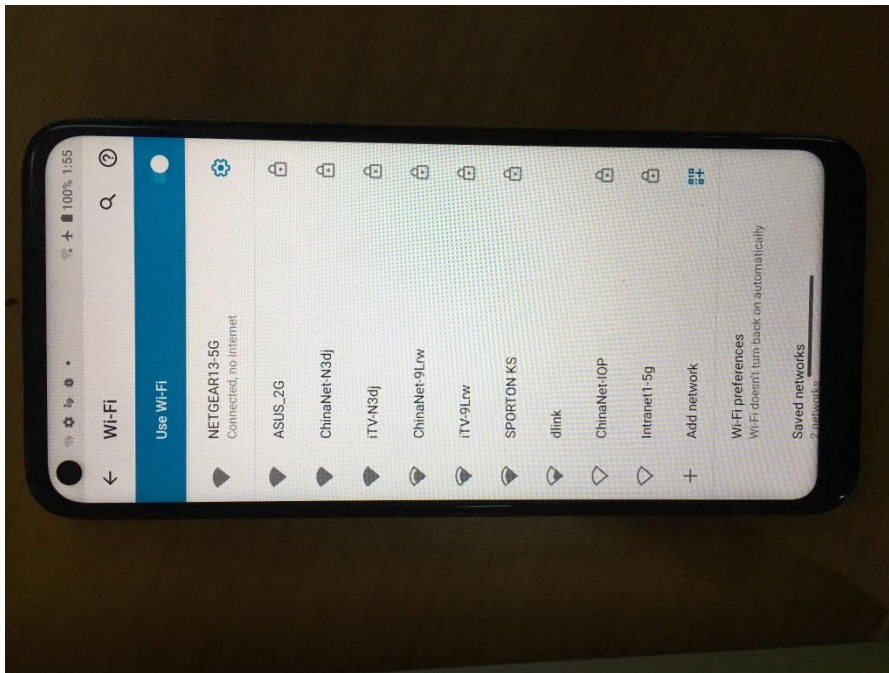 100% 1:55
Wi-Fi
Use Wi-Fi
NETGEAR13-5G
Connected, no internet
ASUS_2G
ChinaNet-N3dj
iTV-N3dj
ChinaNet-9Lrw
iTV-9Lrw
SPORTON KS
dlink
ChinaNet-IOP
Intranet1-5g
Add network
Wi-Fi preferences
Wi-Fi doesn't turn back on automatically
Saved networks
2 networks